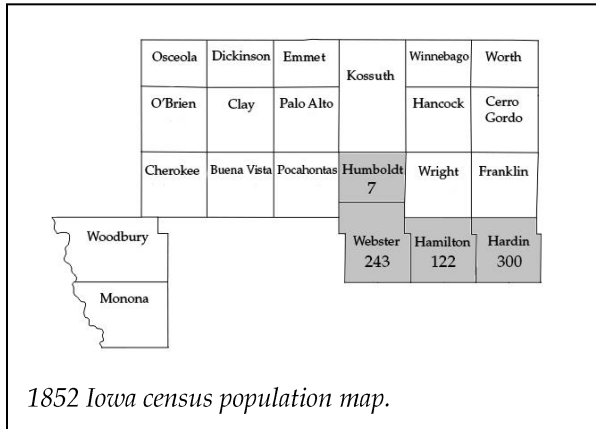 Osceola
Dickinson
Emmet
Kossuth
Winnebago
Worth
O'Brien
Clay
Palo Alto
Hancock
Cerro
Gordo
Cherokee
Buena Vista
Pocahontas
Humboldt
7
Wright
Franklin
Woodbury
Webster
243
Hamilton
122
Hardin
300
Monona
1852 Iowa census population map.